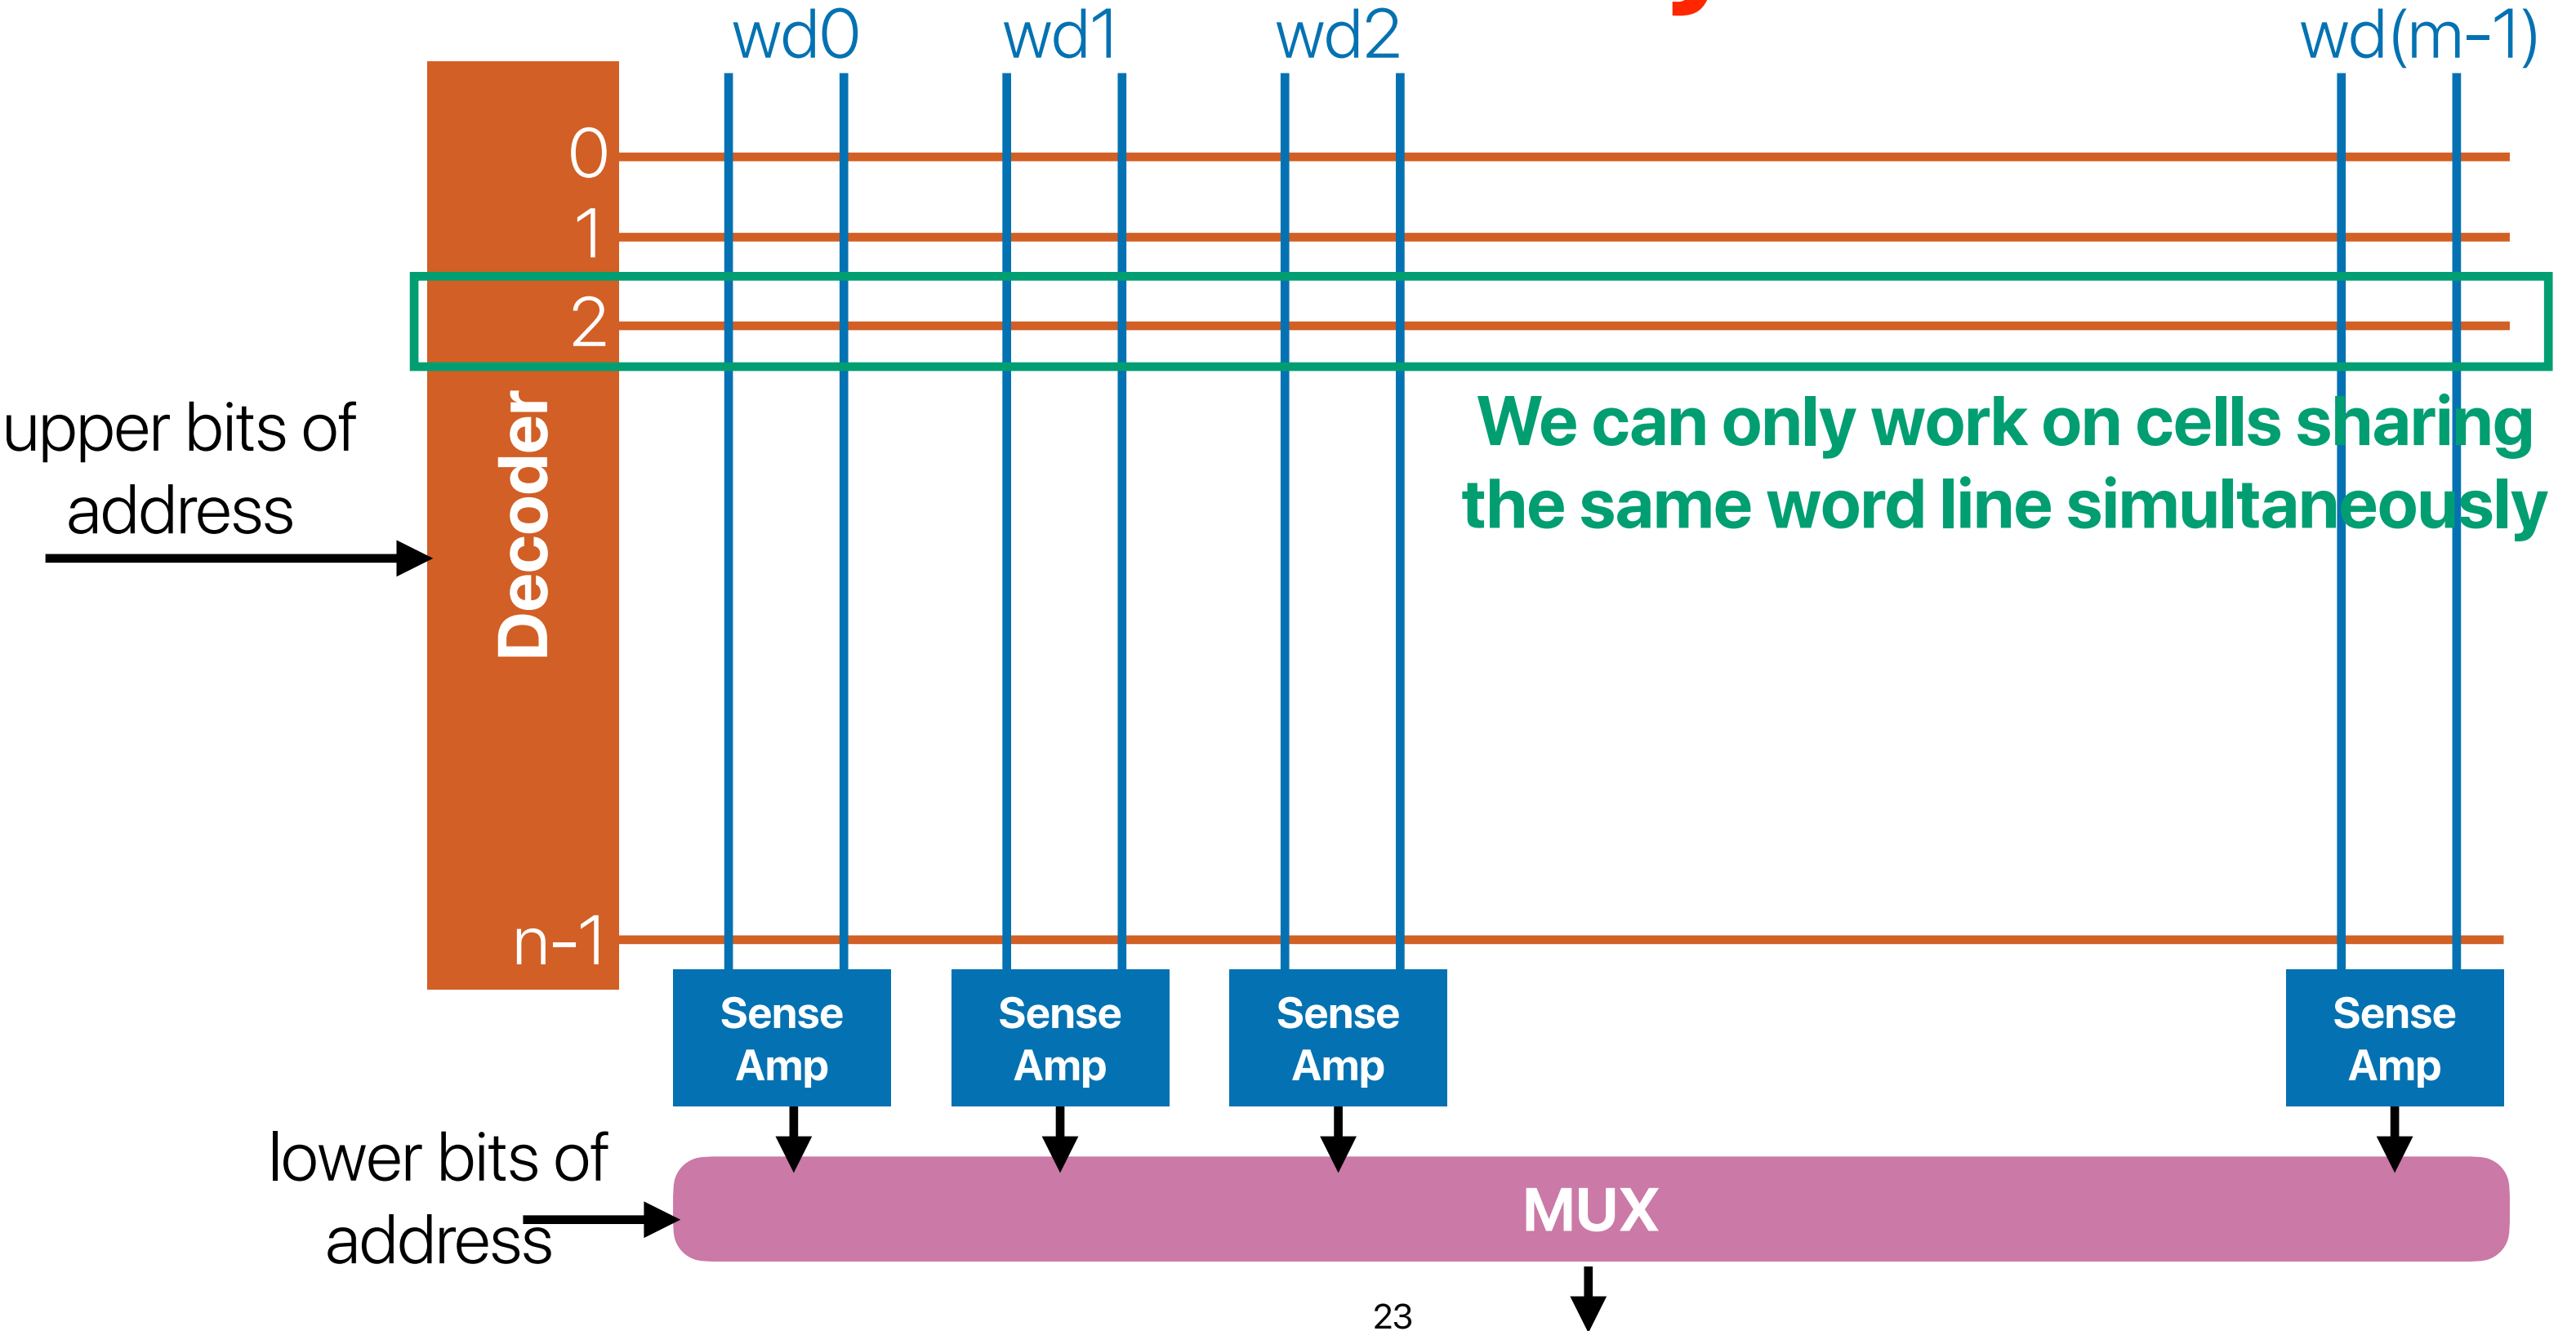 wd0
wd1
wd2
wd(m-1)
0
1
2
Decoder
upper bits of
address
We can only work on cells sharing
the same word line simultaneously
n-1
Sense
Amp
Sense
Amp
Sense
Amp
Sense
Amp
lower bits of
address
MUX
23